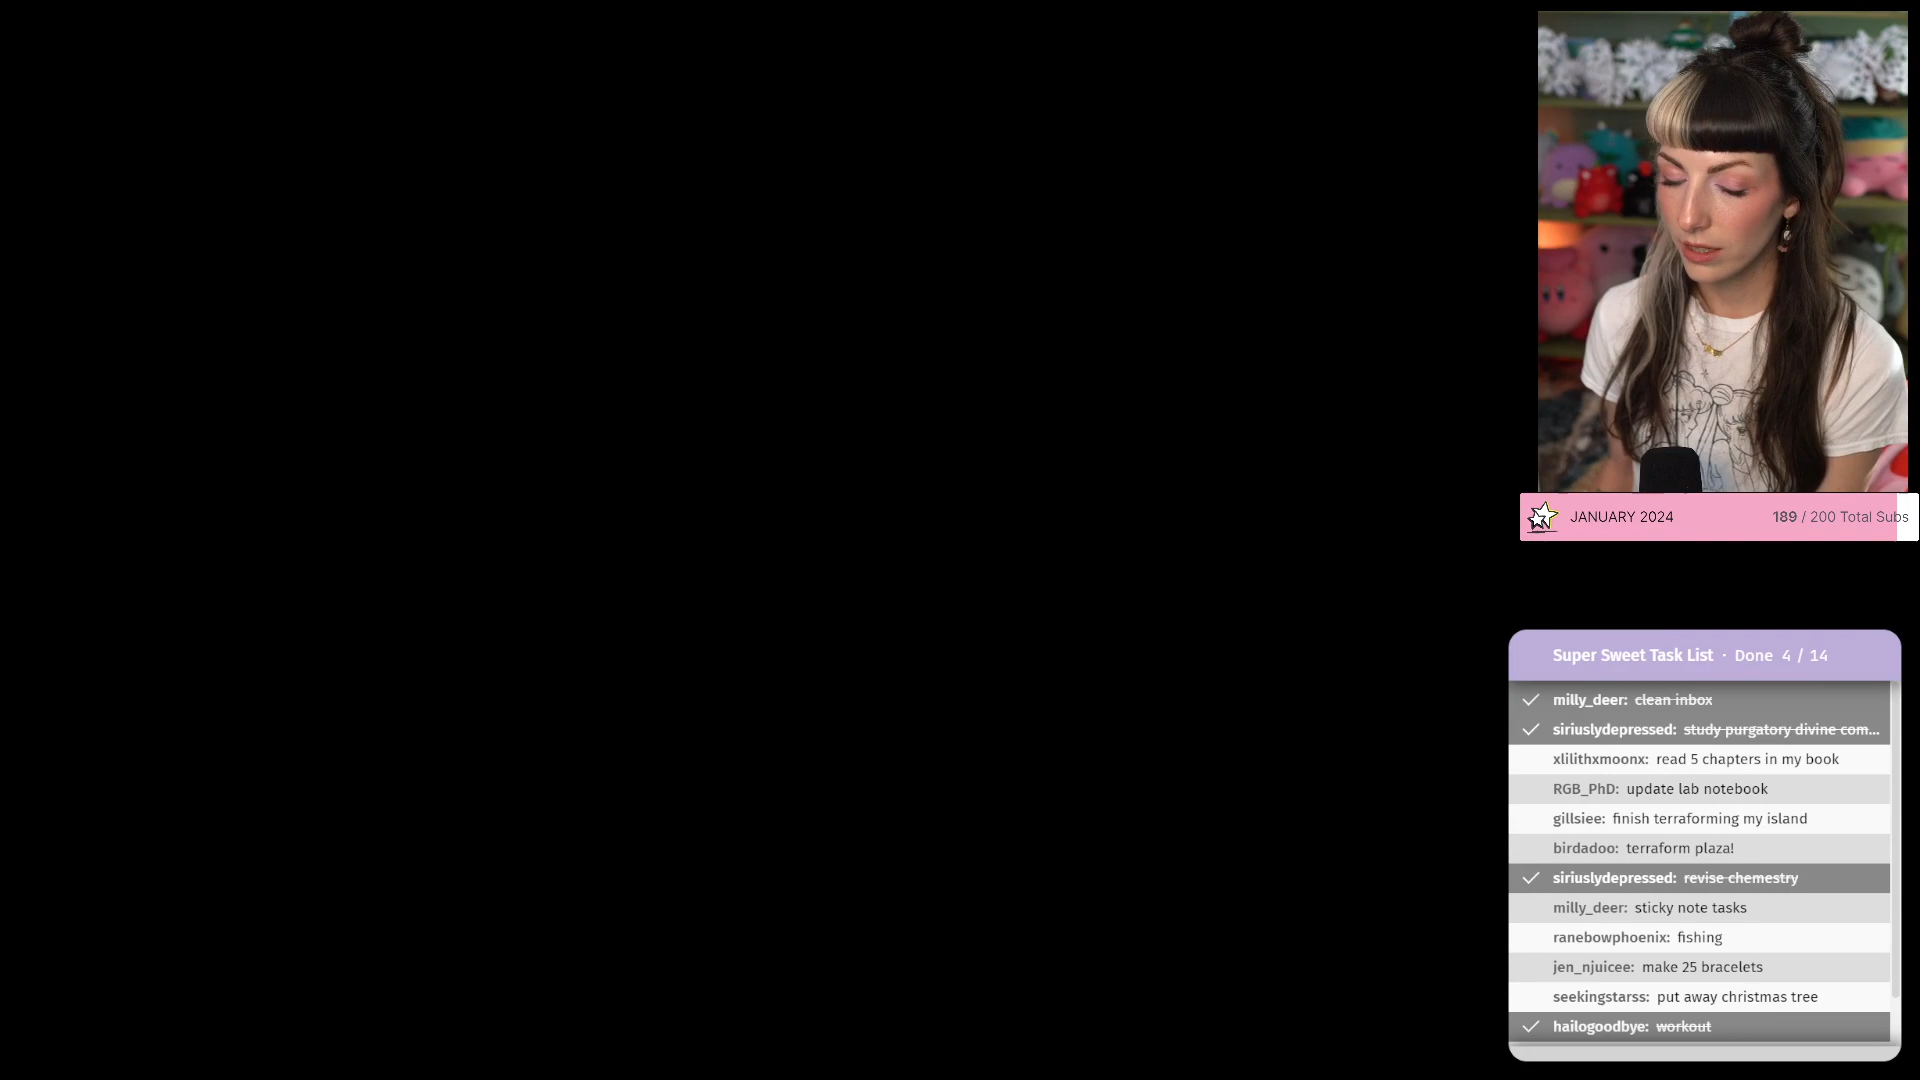 JANUARY 2024 189 / 200 Total Subs
Super Sweet Task List · Done 4 / 14
milly_deer: clean inbox
siriuslydepressed: study purgatory divine com...
xlilithxmoonx: read 5 chapters in my book
RGB_PhD: update lab notebook
gillsiee: finish terraforming my island
birdadoo: terraform plaza!
siriuslydepressed: revise chemestry
milly_deer: sticky note tasks
ranebowphoenix: fishing
jen_njuicee: make 25 bracelets
seekingstarss: put away christmas tree
hailogoodbye: workout